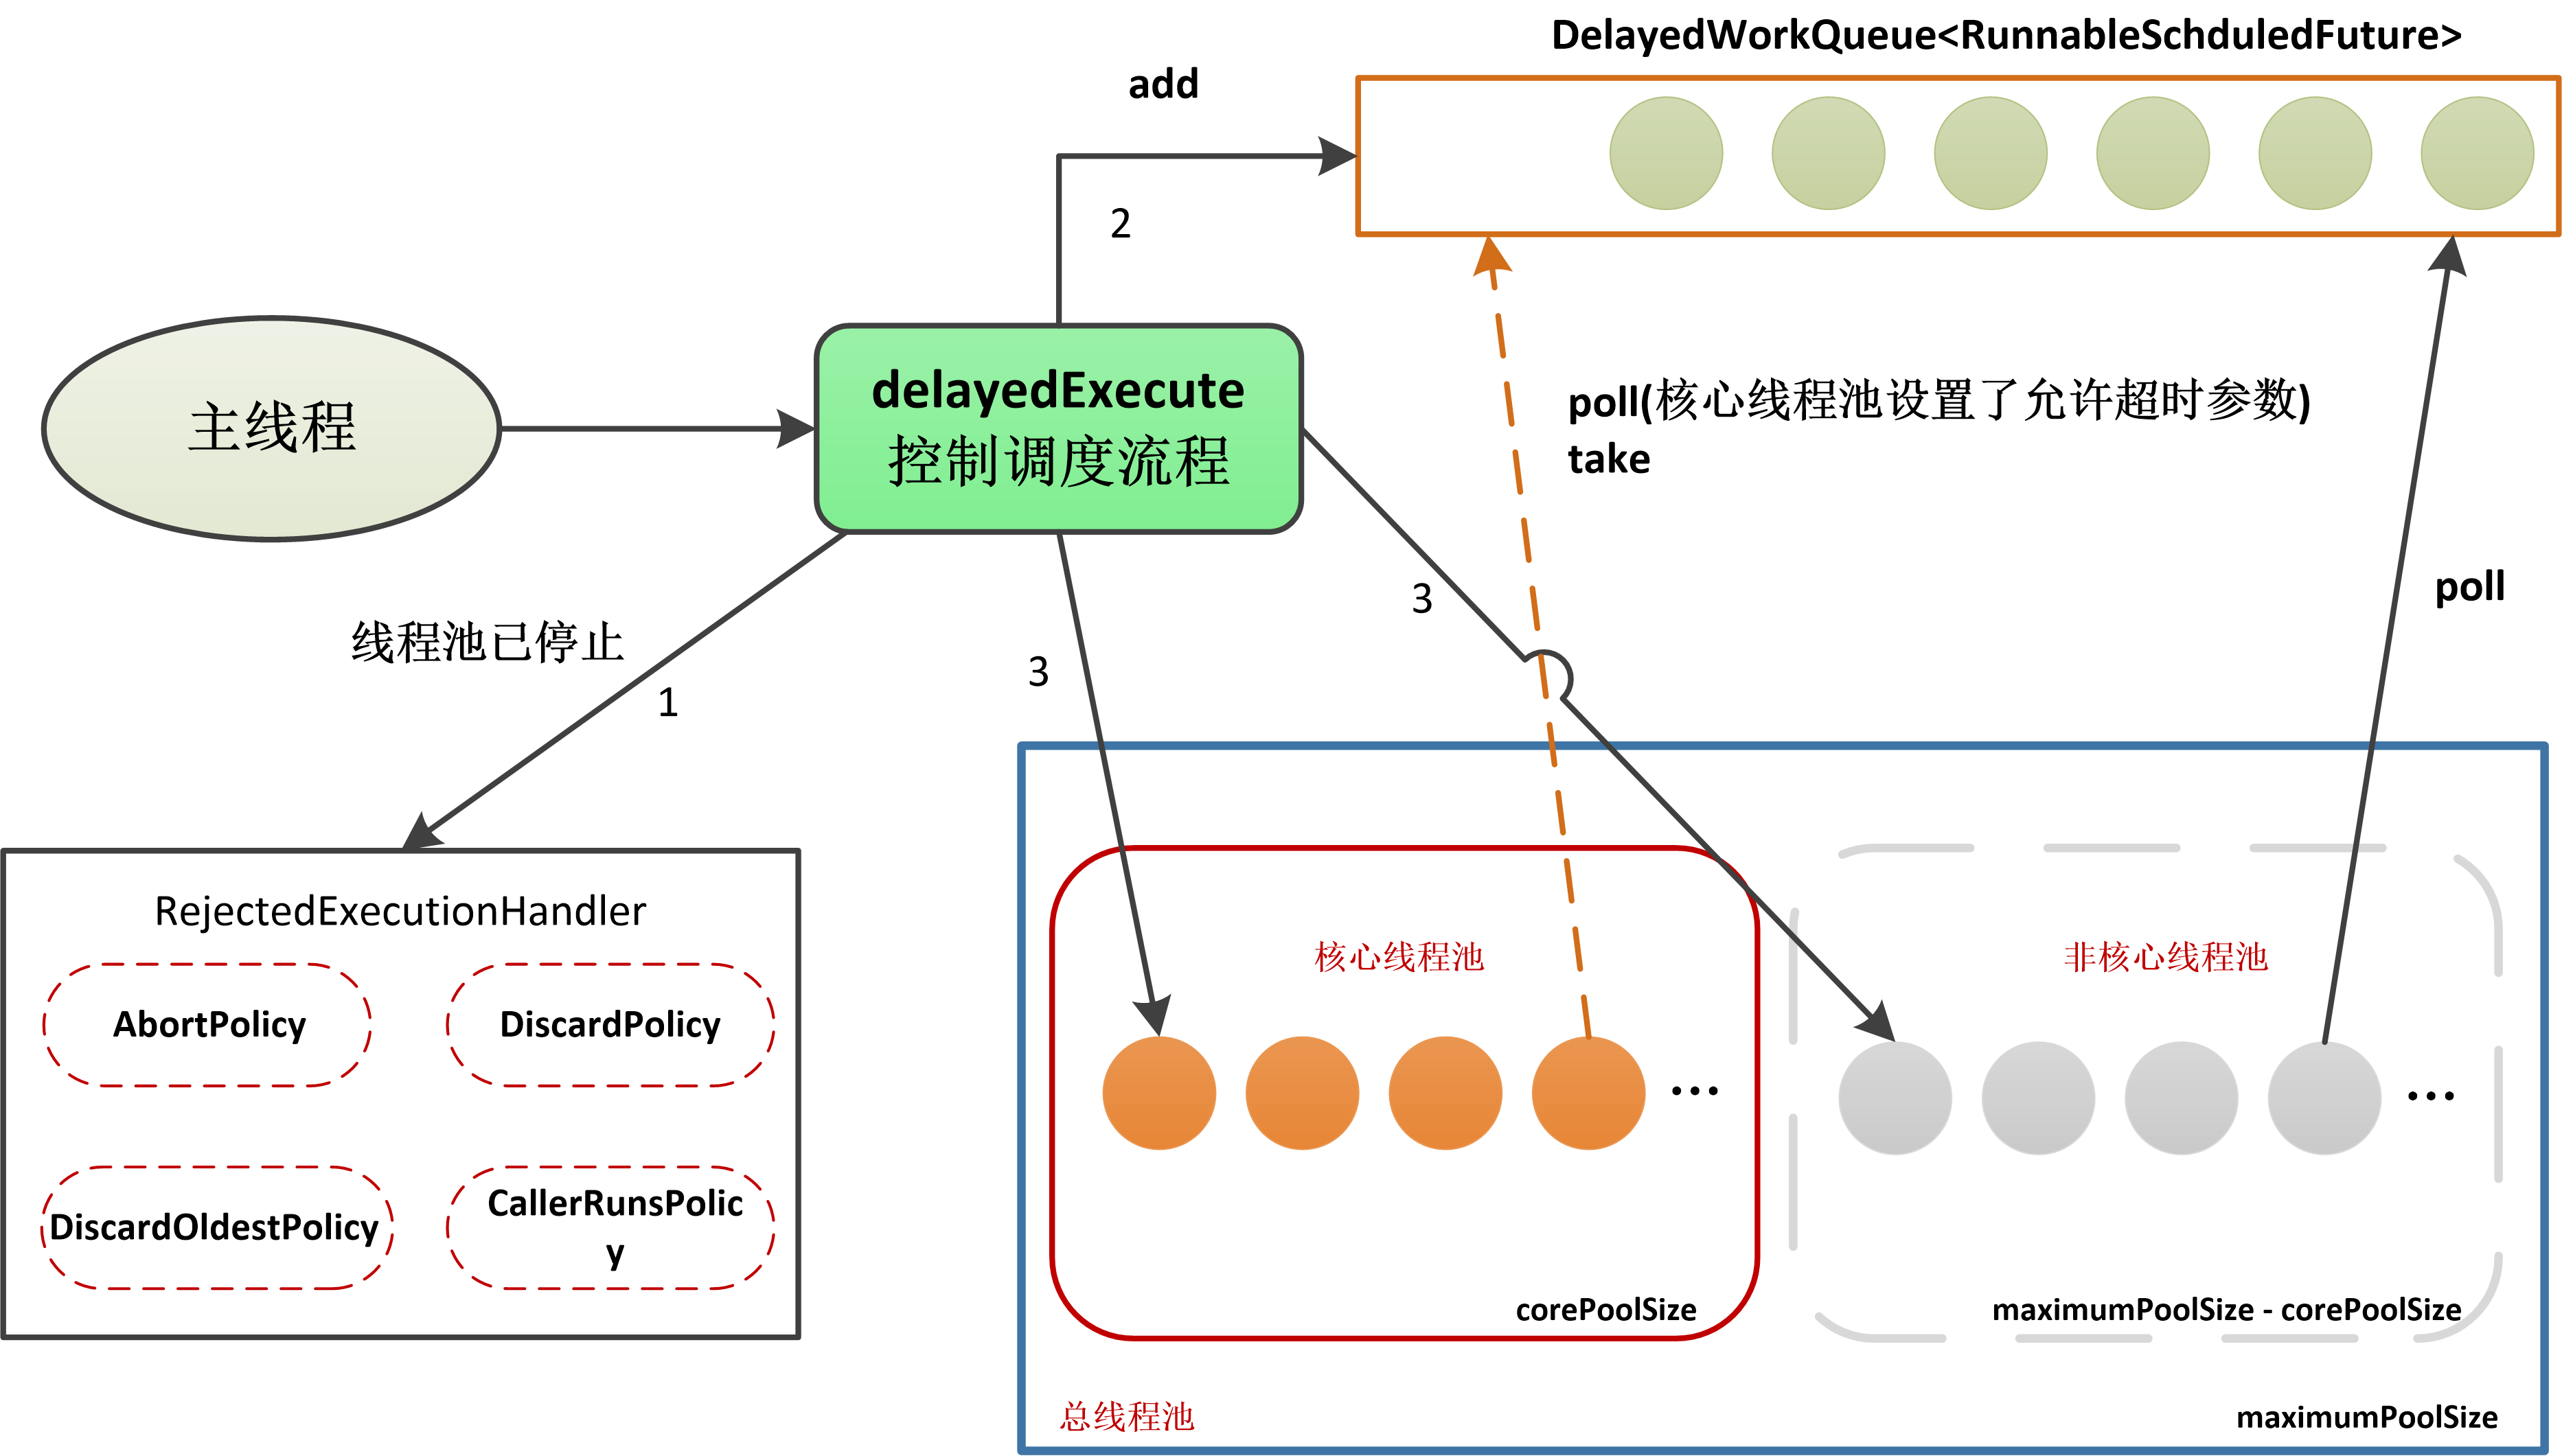 DelayedWorkQueue<RunnableSchduledFuture>
add
2
主线程
delayedExecute
控制调度流程
poll(核心线程池设置了允许超时参数)
take
poll
3
3
线程池已停止
1
RejectedExecutionHandler
AbortPolicy
DiscardPolicy
DiscardOldestPolicy
CallerRunsPolic
y
核心线程池
非核心线程池
...
...
corePoolSize
maximumPoolSize - corePoolSize
总线程池
maximumPoolSize